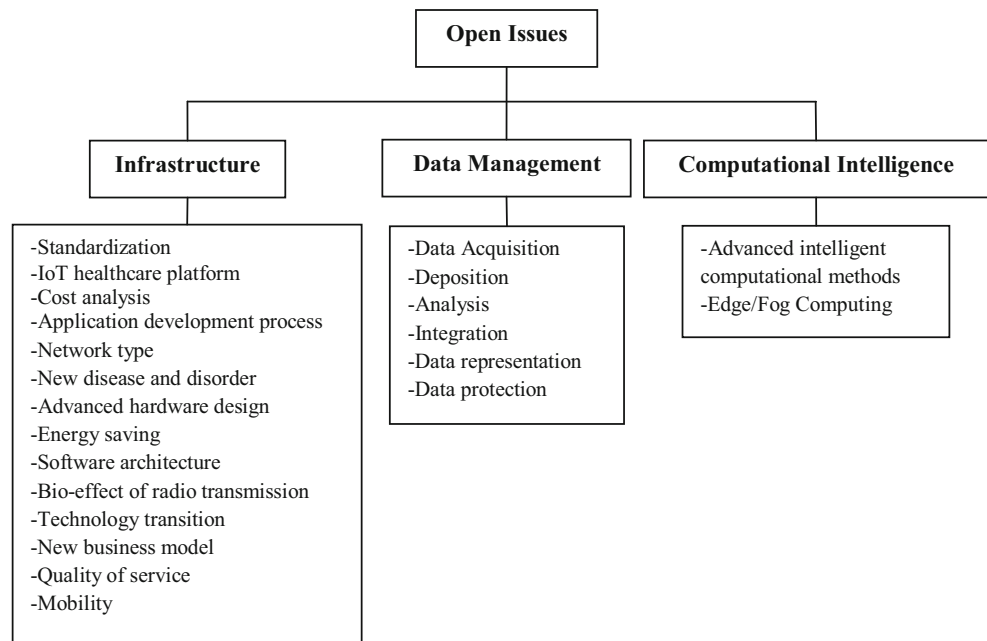 Open Issues
Infrastructure
-Standardization
-IoT healthcare platform
-Cost analysis
-Application development process
-Network type
-New disease and disorder
-Advanced hardware design
-Energy saving
-Software architecture
-Bio-effect of radio transmission
-Technology transition
-New business model
-Quality of service
-Mobility
Data Management
-Data Acquisition
-Deposition
-Analysis
-Integration
-Data representation
-Data protection
Computational Intelligence
-Advanced intelligent
computational methods
-Edge/Fog Computing